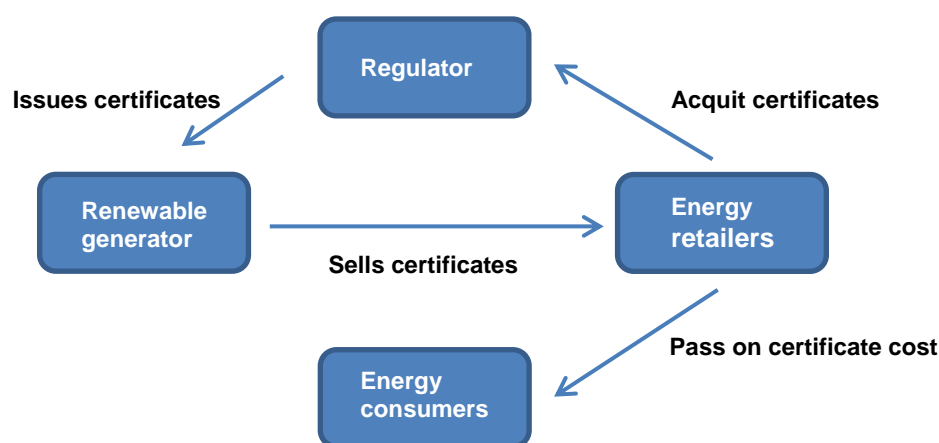 Regulator
Issues certificates
Acquit certificates
Renewable
generator
Energy
retailers
Sells certificates
Pass on certificate cost
Energy
consumers